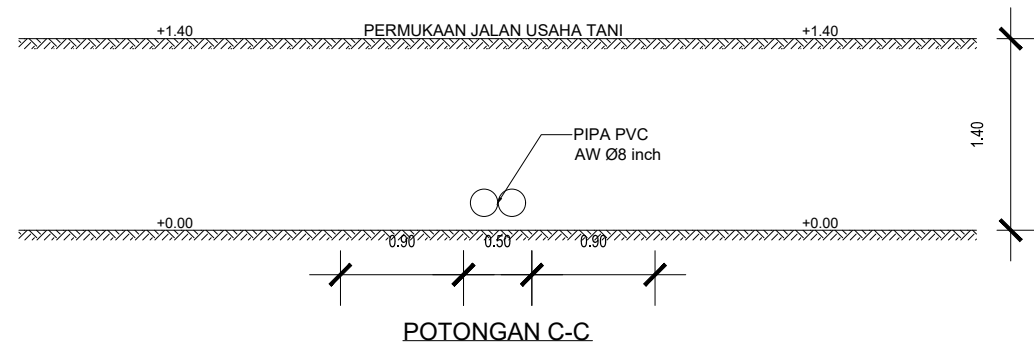 +1.40 PERMUKAAN JALAN USAHA TANI +1.40
1.40
PIPA PVC
AW Ø8 inch
+0.00 +0.00
0.90 0.50 0.90
POTONGAN C-C